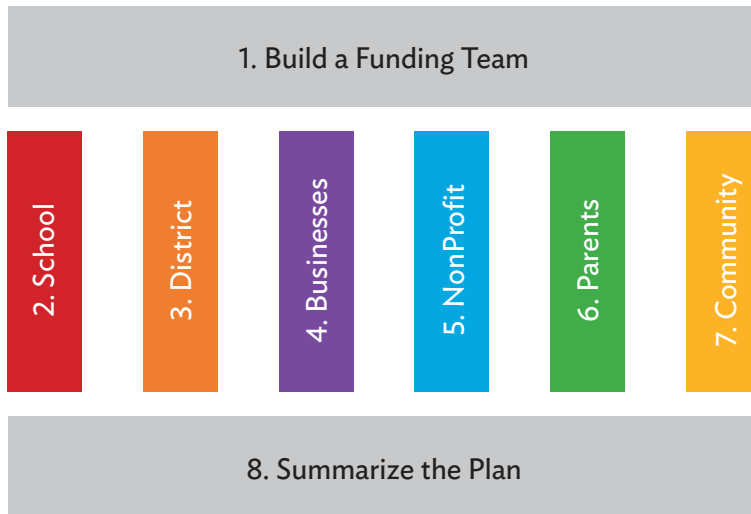 1. Build a Funding Team
2. School
3. District
4. Businesses
5. NonProfit
6. Parents
7. Community
8. Summarize the Plan